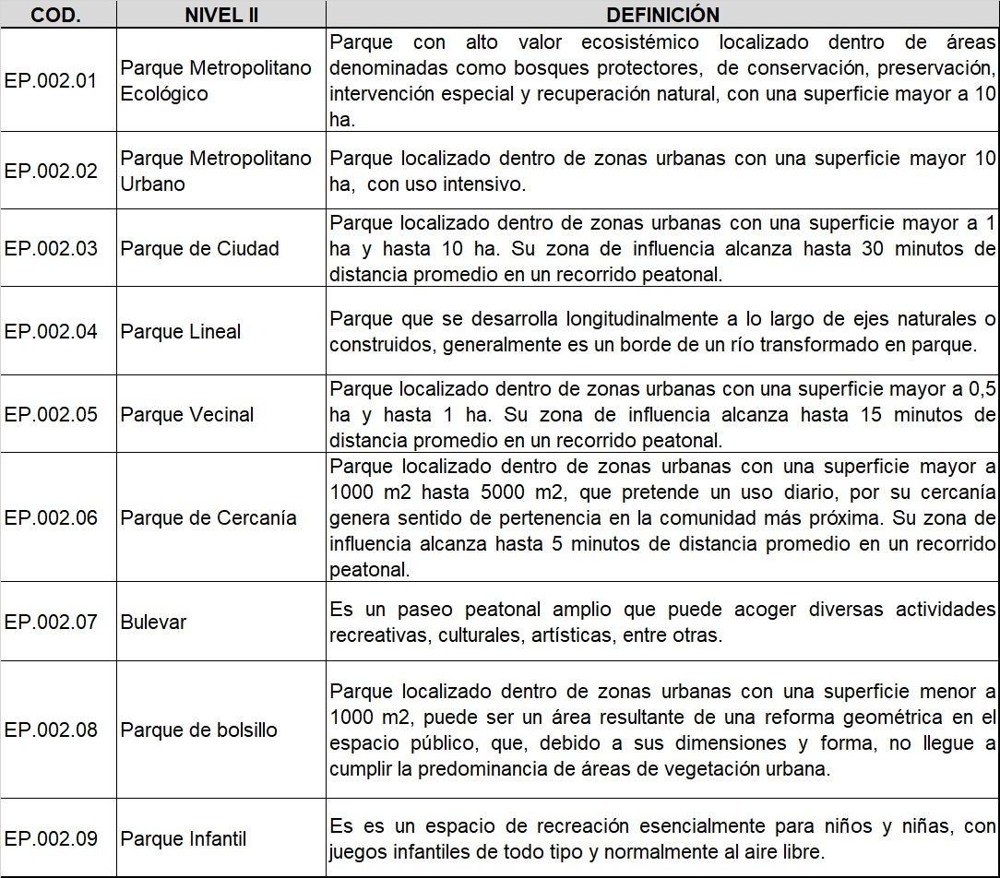 COD. NIVEL II DEFINICIÓN
EP.002.01
Parque Metropolitano
Ecológico
Parque con alto valor ecosistémico localizado dentro de áreas
denominadas como bosques protectores, de conservación, preservación,
intervención especial y recuperación natural, con una superficie mayor a 10
ha.
EP.002.02
Parque Metropolitano
Urbano
Parque localizado dentro de zonas urbanas con una superficie mayor 10
ha, con uso intensivo.
EP.002.03
Parque de Ciudad
Parque localizado dentro de zonas urbanas con una superficie mayor a 1
ha y hasta 10 ha. Su zona de influencia alcanza hasta 30 minutos de
distancia promedio en un recorrido peatonal.
EP.002.04
Parque Lineal
Parque que se desarrolla longitudinalmente a lo largo de ejes naturales o
construidos, generalmente es un borde de un río transformado en parque.
EP.002.05
Parque Vecinal
Parque localizado dentro de zonas urbanas con una superficie mayor a 0,5
ha y hasta 1 ha. Su zona de influencia alcanza hasta 15 minutos de
distancia promedio en un recorrido peatonal.
EP.002.06
Parque de Cercanía
Parque localizado dentro de zonas urbanas con una superficie mayor a
1000 m2 hasta 5000 m2, que pretende un uso diario, por su cercanía
genera sentido de pertenencia en la comunidad más próxima. Su zona de
influencia alcanza hasta 5 minutos de distancia promedio en un recorrido
peatonal.
EP.002.07
Bulevar
Es un paseo peatonal amplio que puede acoger diversas actividades
recreativas, culturales, artísticas, entre otras.
EP.002.08
Parque de bolsillo
Parque localizado dentro de zonas urbanas con una superficie menor a
1000 m2, puede ser un área resultante de una reforma geométrica en el
espacio público, que, debido a sus dimensiones y forma, no llegue a
cumplir la predominancia de áreas de vegetación urbana.
EP.002.09
Parque Infantil
Es es un espacio de recreación esencialmente para niños y niñas, con
juegos infantiles de todo tipo y normalmente al aire libre.